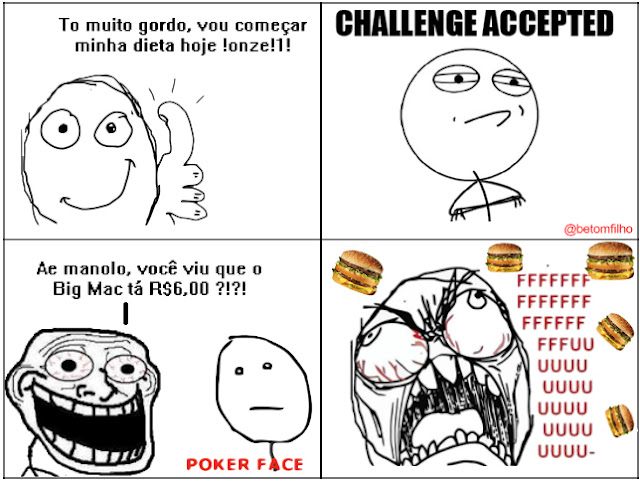 To muito gordo, vou começar
minha dieta hoje !onze!1!
CHALLENGE ACCEPTED
@betomfilho
Ae manolo, você viu que o
Big Mac tá R$6,00 ?!?!
POKER FACE
FFFFFFF
FFFFFFF
FFFFFF
FFFUU
UUUU
UUUU
UUUU
UUUU
UUUU-